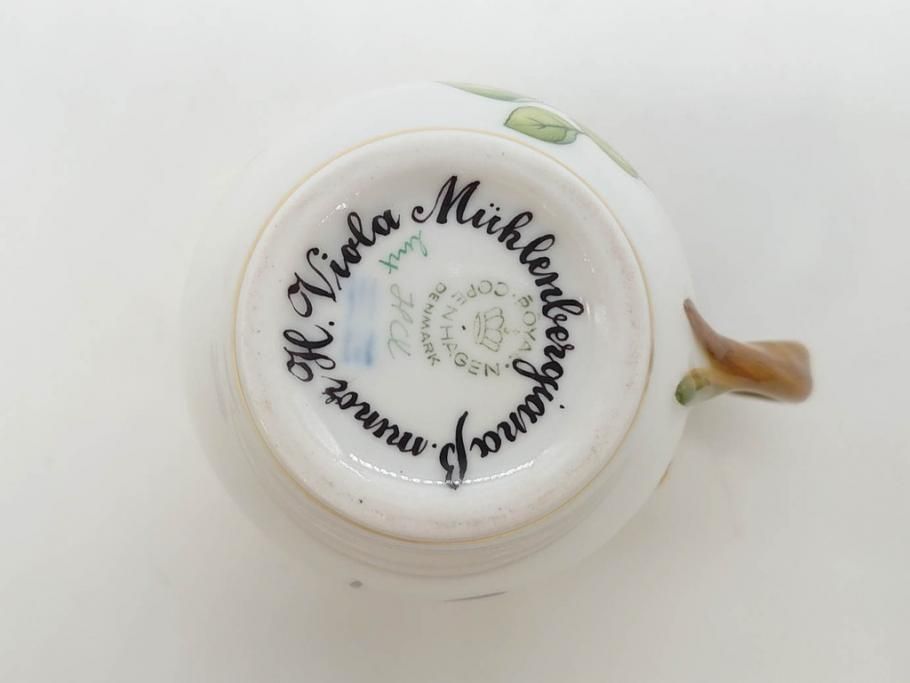 Viola Mühlenbergiana β. minor H.
ROYAL COPENHAGEN
DENMARK